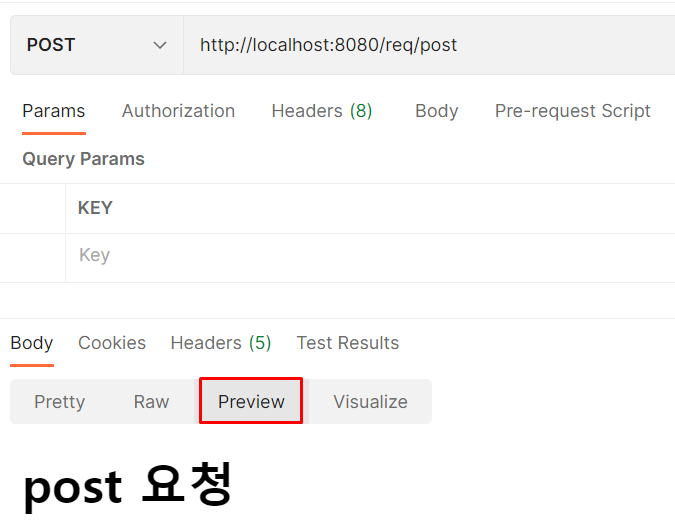 POST http://localhost:8080/req/post
Params Authorization Headers (8) Body Pre-request Script
Query Params
KEY
Key
Body Cookies Headers (5) Test Results
Pretty Raw Preview Visualize
post 요청